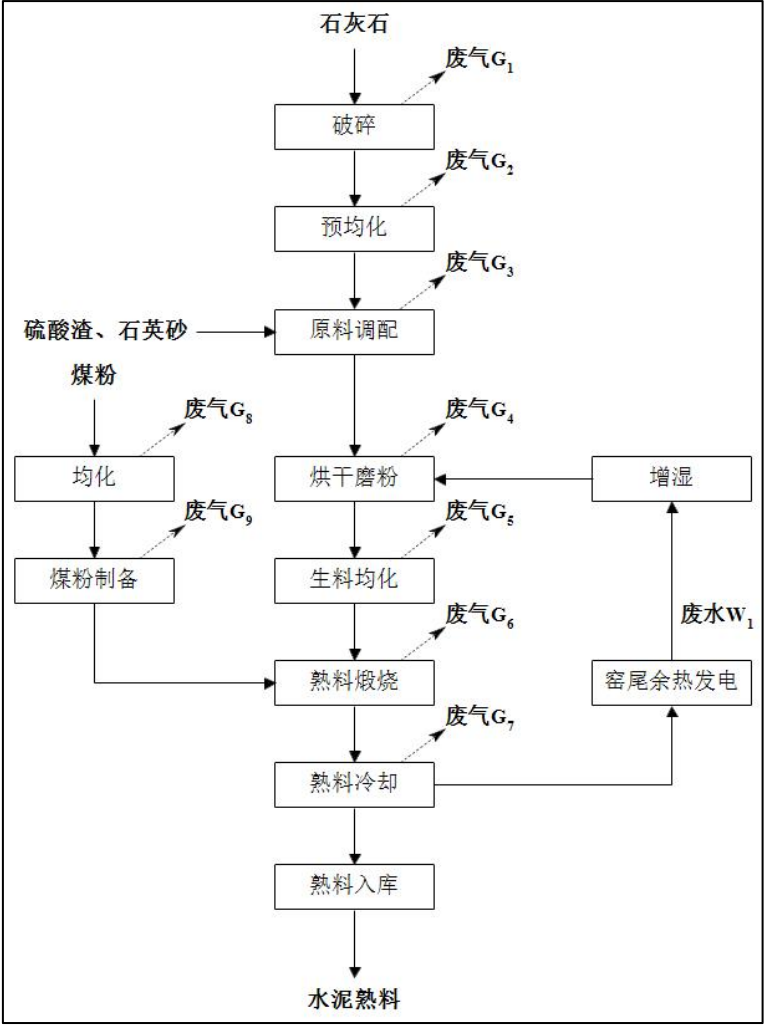 石灰石
废气G1
破碎
废气G2
预均化
废气G3
硫酸渣、石英砂
原料调配
煤粉
废气G8
废气G4
均化
烘干磨粉
增湿
废气G9
废气G5
煤粉制备
生料均化
废气G6
废水W1
熟料煅烧
窑尾余热发电
废气G7
熟料冷却
熟料入库
水泥熟料